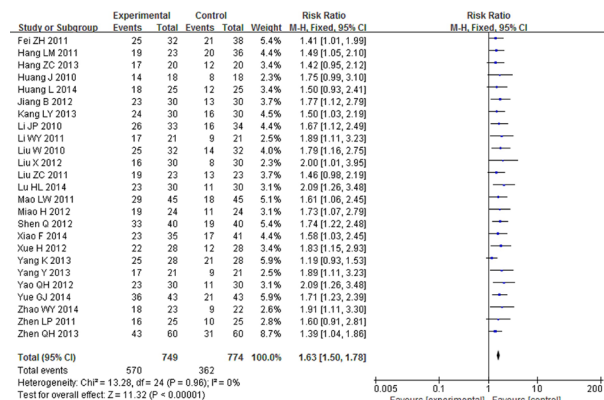 Experimental Control Risk Ratio Risk Ratio
Study or Subgroup Events Total Events Total Weight M-H, Fixed, 95% CI M-H, Fixed, 95% CI
Fei ZH 2011 25 32 21 38 5.4% 1.41 [1.01, 1.99]
Hang LM 2011 19 23 20 36 4.4% 1.49 [1.05, 2.10]
Hang ZC 2013 17 20 12 20 3.4% 1.42 [0.95, 2.12]
Huang J 2010 14 18 8 18 2.2% 1.75 [0.99, 3.10]
Huang L 2014 18 25 12 25 3.4% 1.50 [0.93, 2.41]
Jiang B 2012 23 30 13 30 3.7% 1.77 [1.12, 2.79]
Kang LY 2013 24 30 16 30 4.5% 1.50 [1.03, 2.19]
Li JP 2010 26 33 16 34 4.4% 1.67 [1.12, 2.49]
Li WY 2011 17 21 9 21 2.5% 1.89 [1.11, 3.23]
Liu W 2010 25 32 14 32 3.9% 1.79 [1.16, 2.75]
Liu X 2012 16 30 8 30 2.2% 2.00 [1.01, 3.95]
Liu ZC 2011 19 23 13 23 3.7% 1.46 [0.98, 2.19]
Lu HL 2014 23 30 11 30 3.1% 2.09 [1.26, 3.48]
Mao LW 2011 29 45 18 45 5.1% 1.61 [1.06, 2.45]
Miao H 2012 19 24 11 24 3.1% 1.73 [1.07, 2.79]
Shen Q 2012 33 40 19 40 5.4% 1.74 [1.22, 2.48]
Xiao F 2014 23 35 17 41 4.4% 1.58 [1.03, 2.45]
Xue H 2012 22 28 12 28 3.4% 1.83 [1.15, 2.93]
Yang K 2013 25 28 21 28 5.9% 1.19 [0.93, 1.53]
Yang Y 2013 17 21 9 21 2.5% 1.89 [1.11, 3.23]
Yao QH 2012 23 30 11 30 3.1% 2.09 [1.26, 3.48]
Yue GJ 2014 36 43 21 43 5.9% 1.71 [1.23, 2.39]
Zhao WY 2014 18 23 9 22 2.6% 1.91 [1.11, 3.30]
Zhen LP 2011 16 25 10 25 2.8% 1.60 [0.91, 2.81]
Zhen QH 2013 43 60 31 60 8.8% 1.39 [1.03, 1.86]
Total (95% CI) 749 774 100.0% 1.63 [1.50, 1.78]
Total events 570 362
Heterogeneity: Chi² = 13.28, df = 24 (P = 0.96); I² = 0%
Test for overall effect: Z = 11.32 (P < 0.00001)
0.005 0.1 1 10 200
Favours [experimental] Favours [control]